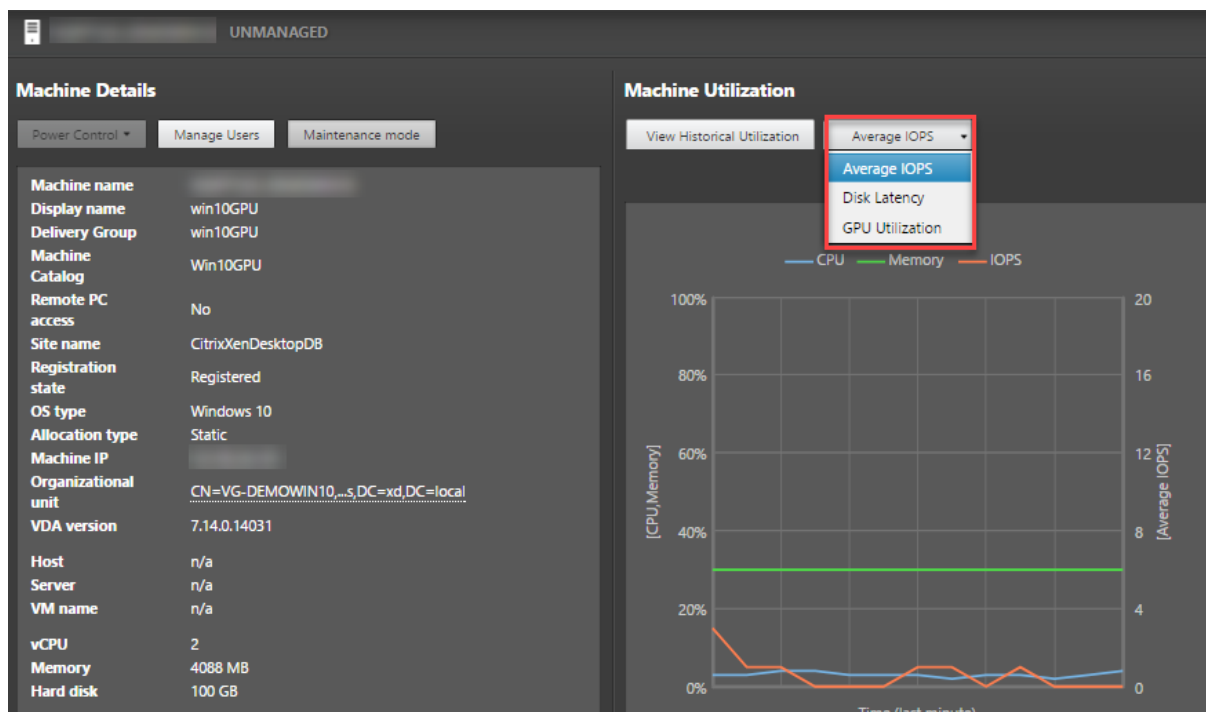 UNMANAGED
Machine Details
Power Control
Manage Users
Maintenance mode
Machine name
Display name win10GPU
Delivery Group win10GPU
Machine
Catalog
Win10GPU
Remote PC
access
No
Site name CitrixXenDesktopDB
Registration
state
Registered
OS type Windows 10
Allocation type Static
Machine IP
Organizational
unit
CN=VG-DEMOWIN10,...s,DC=xd,DC=local
VDA version 7.14.0.14031
Host n/a
Server n/a
VM name n/a
vCPU 2
Memory 4088 MB
Hard disk 100 GB
Machine Utilization
View Historical Utilization
Average IOPS
Average IOPS
Disk Latency
GPU Utilization
CPU Memory IOPS
100% 20
80% 16
60% 12
40% 8
20% 4
0% 0
[CPU,Memory]
[Average IOPS]
Time (last minute)